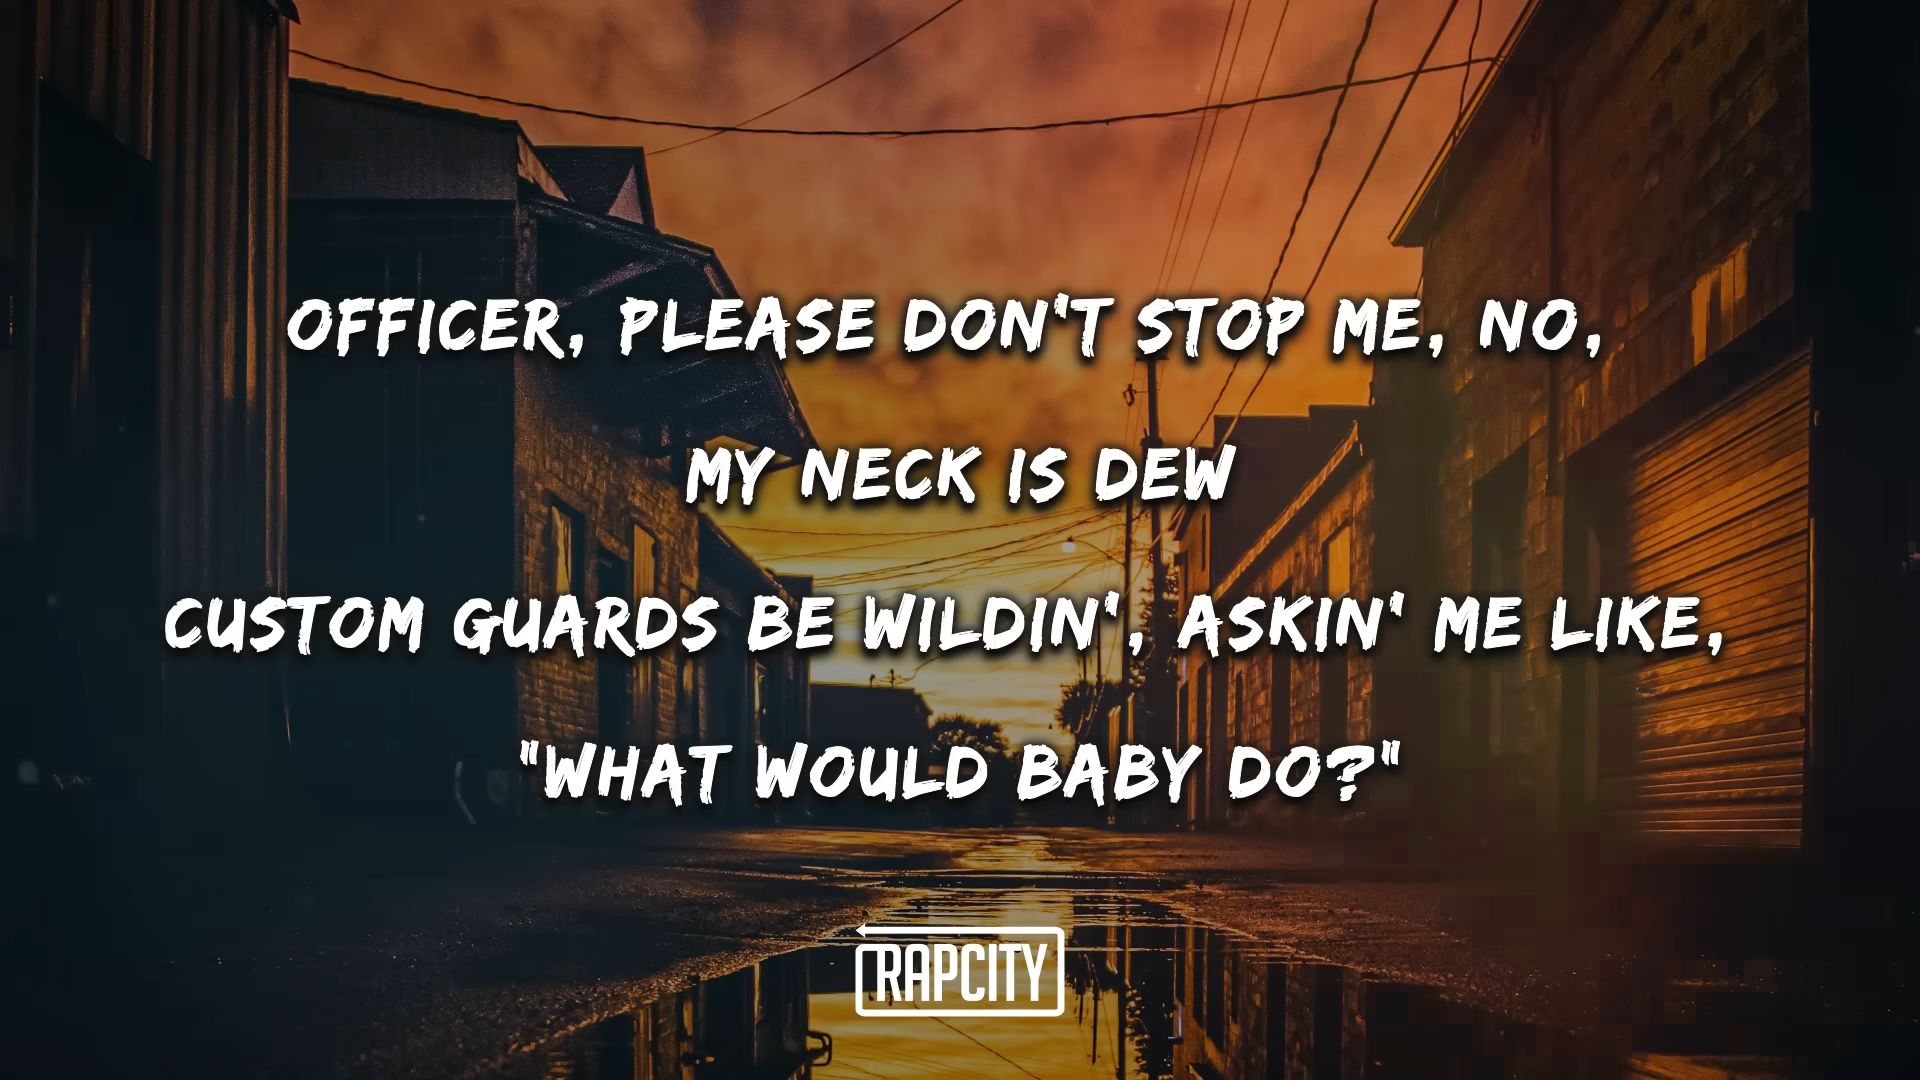 OFFICER, PLEASE DON'T STOP ME, NO,
MY NECK IS DEW
CUSTOM GUARDS BE WILDIN', ASKIN' ME LIKE,
"WHAT WOULD BABY DO?"
RAPCITY